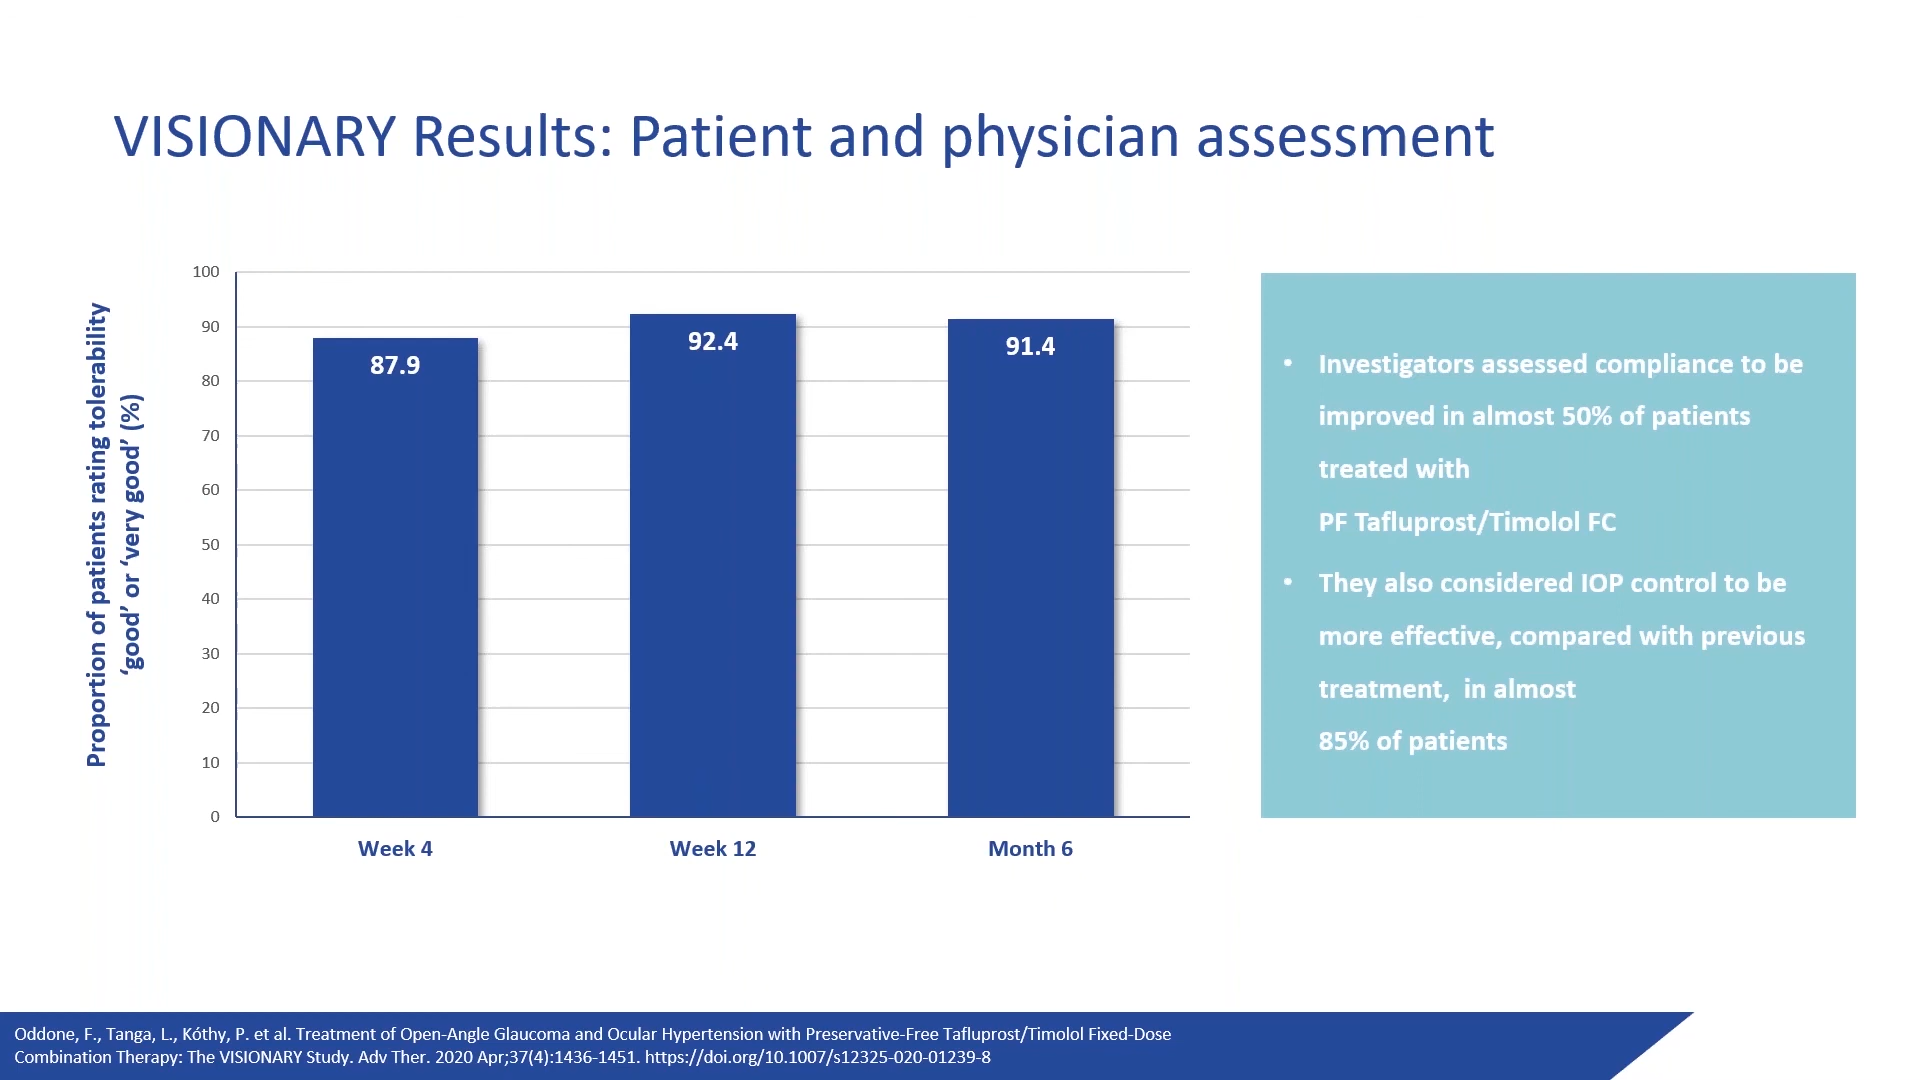 VISIONARY Results: Patient and physician assessment
Proportion of patients rating tolerability
‘good’ or ‘very good’ (%)
100
90
80
70
60
50
40
30
20
10
0
87.9
92.4
91.4
Week 4
Week 12
Month 6
• Investigators assessed compliance to be
improved in almost 50% of patients
treated with
PF Tafluprost/Timolol FC
• They also considered IOP control to be
more effective, compared with previous
treatment,  in almost
85% of patients
Oddone, F., Tanga, L., Kóthy, P. et al. Treatment of Open-Angle Glaucoma and Ocular Hypertension with Preservative-Free Tafluprost/Timolol Fixed-Dose
Combination Therapy: The VISIONARY Study. Adv Ther. 2020 Apr;37(4):1436-1451. https://doi.org/10.1007/s12325-020-01239-8